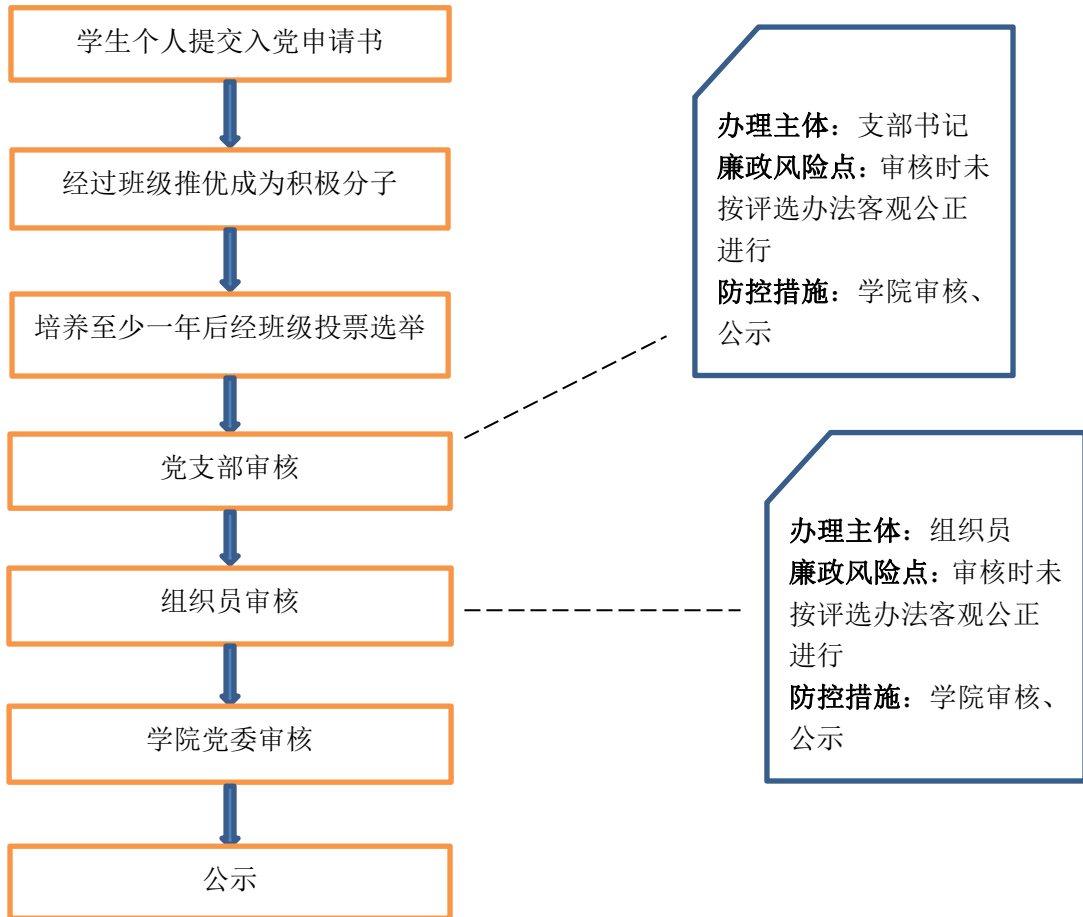 学生个人提交入党申请书
经过班级推优成为积极分子
培养至少一年后经班级投票选举
党支部审核
组织员审核
学院党委审核
公示
办理主体：支部书记
廉政风险点：审核时未
按评选办法客观公正
进行
防控措施：学院审核、
公示
办理主体：组织员
廉政风险点：审核时未
按评选办法客观公正
进行
防控措施：学院审核、
公示